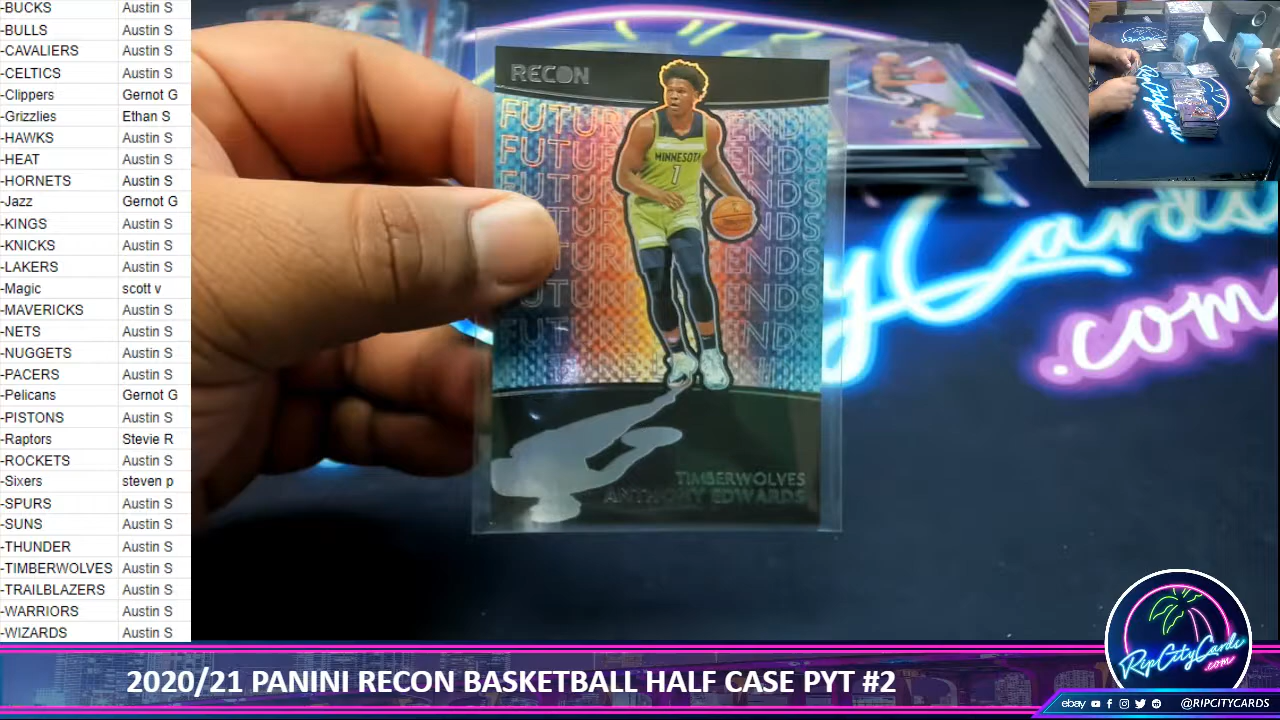 -BUCKS Austin S
-BULLS Austin S
-CAVALIERS Austin S
-CELTICS Austin S
-Clippers Gernot G
-Grizzlies Ethan S
-HAWKS Austin S
-HEAT Austin S
-HORNETS Austin S
-Jazz Gernot G
-KINGS Austin S
-KNICKS Austin S
-LAKERS Austin S
-Magic scott v
-MAVERICKS Austin S
-NETS Austin S
-NUGGETS Austin S
-PACERS Austin S
-Pelicans Gernot G
-PISTONS Austin S
-Raptors Stevie R
-ROCKETS Austin S
-Sixers steven p
-SPURS Austin S
-SUNS Austin S
-THUNDER Austin S
-TIMBERWOLVES Austin S
-TRAILBLAZERS Austin S
-WARRIORS Austin S
-WIZARDS Austin S
RECON
MINNESOTA
1
TIMBERWOLVES
ANTHONY EDWARDS
yCards
.com
2020/21 PANINI RECON BASKETBALL HALF CASE PYT #2
RipCityCards
.com
ebay @RIPCITYCARDS